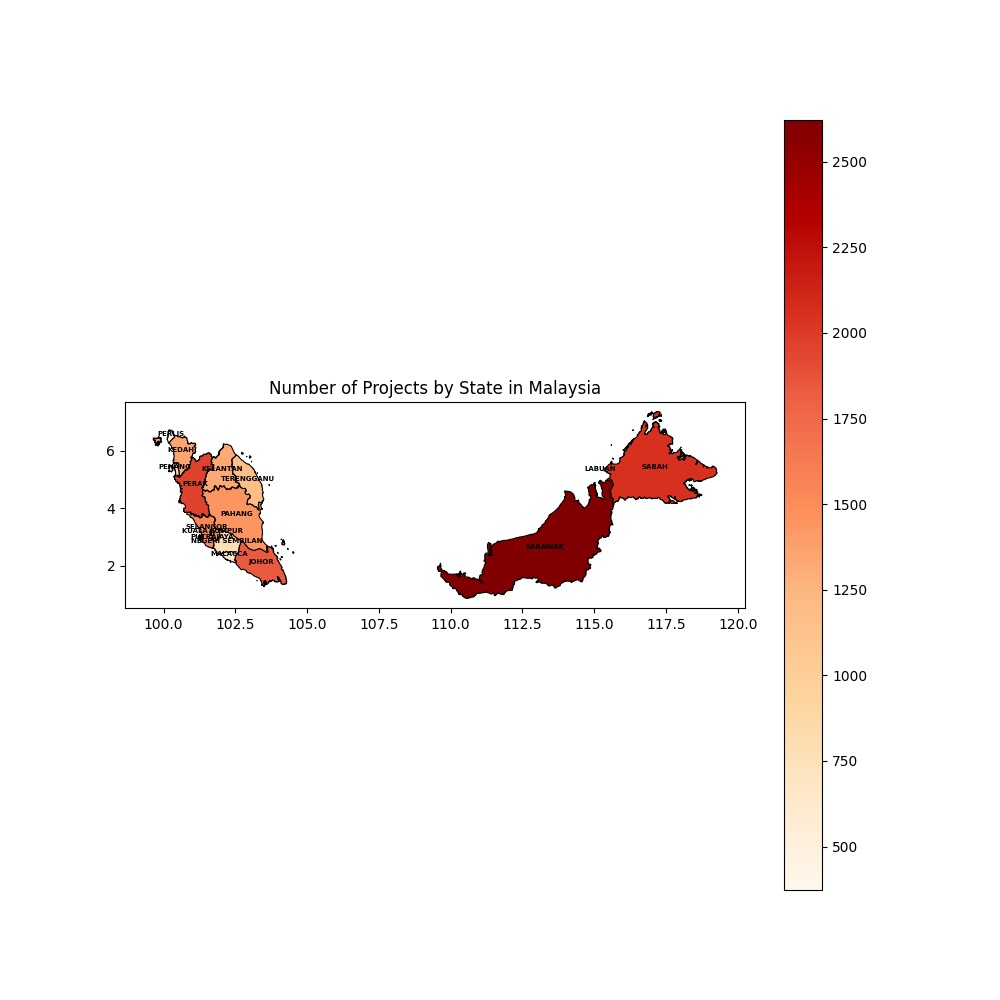 Number of Projects by State in Malaysia
PERLIS
KEDAH
PENANG
KELANTAN
TERENGGANU
PERAK
PAHANG
SELANGOR
KUALA LUMPUR
NEGERI SEMBILAN
MALACCA
JOHOR
LABUAN
SABAH
SARAWAK
6
4
2
100.0 102.5 105.0 107.5 110.0 112.5 115.0 117.5 120.0
2500
2250
2000
1750
1500
1250
1000
750
500